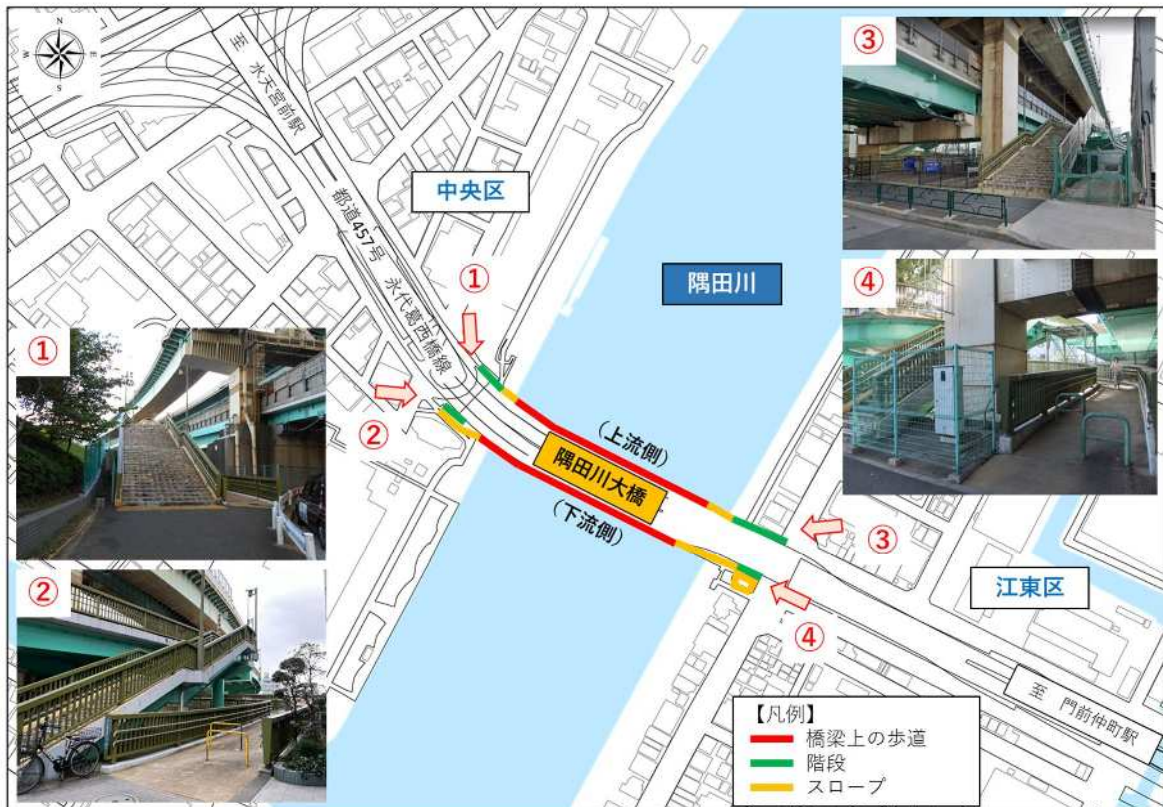 N
W
E
S
至 水天宮前駅
中央区
都道457号 永代葛西橋線
隅田川
①
②
③
④
①
②
③
④
(上流側)
隅田川大橋
(下流側)
江東区
至 門前仲町駅
【凡例】
橋梁上の歩道
階段
スロープ